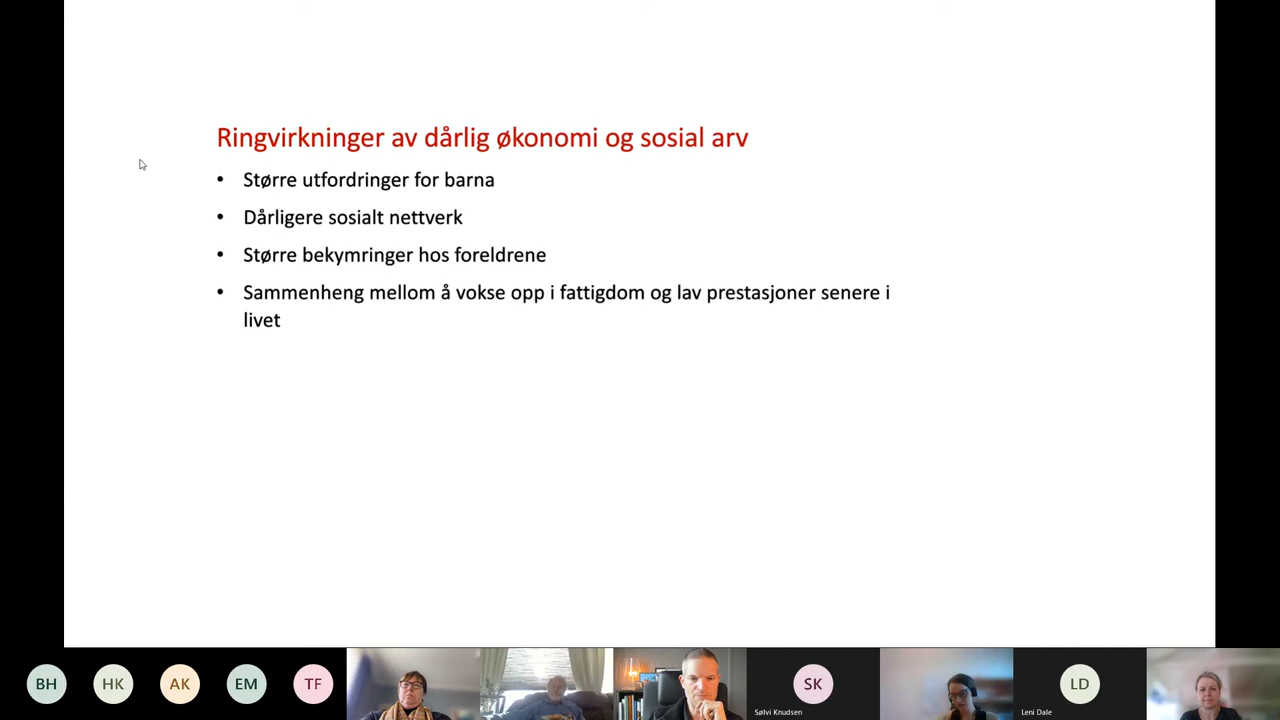 Ringvirkninger av dårlig økonomi og sosial arv
• Større utfordringer for barna
• Dårligere sosialt nettverk
• Større bekymringer hos foreldrene
• Sammenheng mellom å vokse opp i fattigdom og lav prestasjoner senere i
livet
BH HK AK EM TF SK LD
Sølvi Knudsen Leni Dale